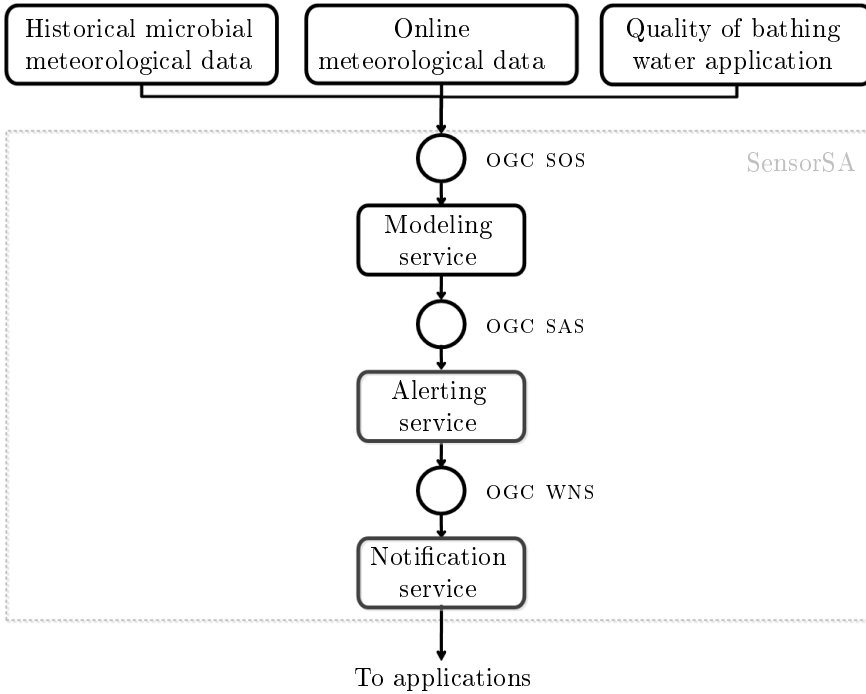 Historical microbial
meteorological data
Online
meteorological data
Quality of bathing
water application
OGC SOS
SensorSA
Modeling
service
OGC SAS
Alerting
service
OGC WNS
Notification
service
To applications